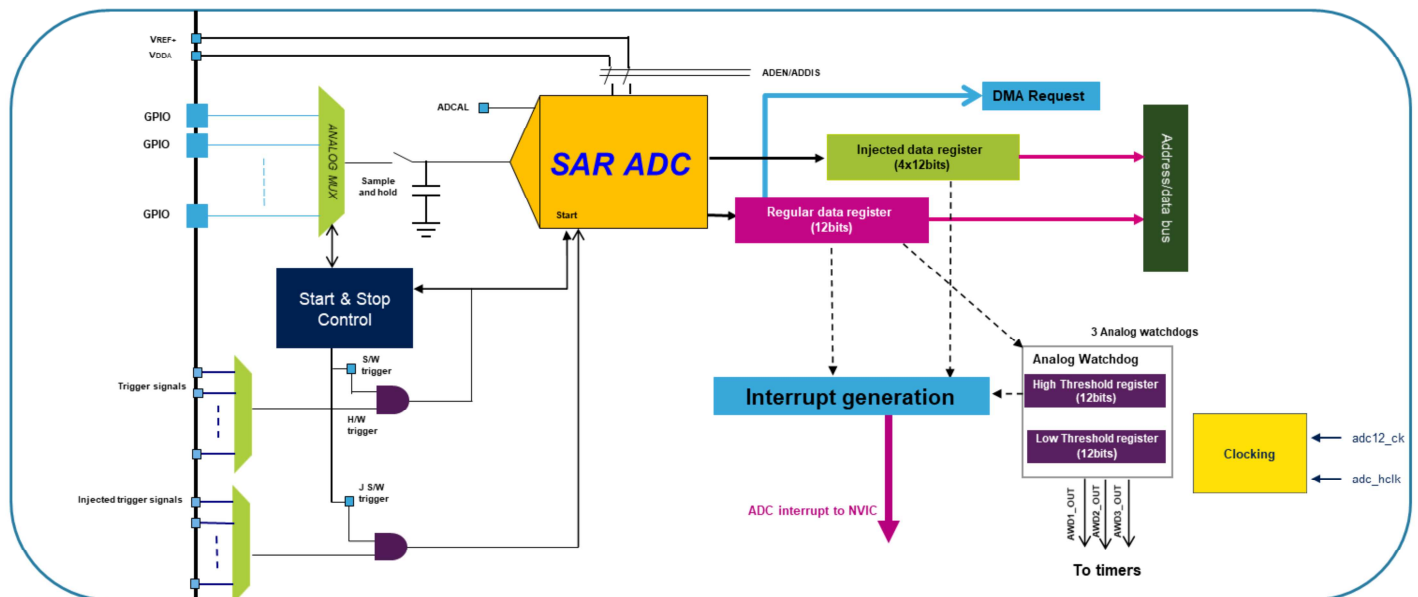 VREF+
VDDA
ADEN/ADDIS
ADCAL
DMA Request
GPIO
GPIO
GPIO
ANALOG MUX
Sample
and hold
SAR ADC
Start
Injected data register
(4x12bits)
Regular data register
(12bits)
Address/data bus
Start & Stop
Control
3 Analog watchdogs
Analog Watchdog
High Threshold register
(12bits)
Low Threshold register
(12bits)
Interrupt generation
S/W
trigger
Trigger signals
H/W
trigger
Clocking
adc12_ck
adc_hclk
J S/W
trigger
Injected trigger signals
ADC interrupt to NVIC
AWD1_OUT
AWD2_OUT
AWD3_OUT
To timers